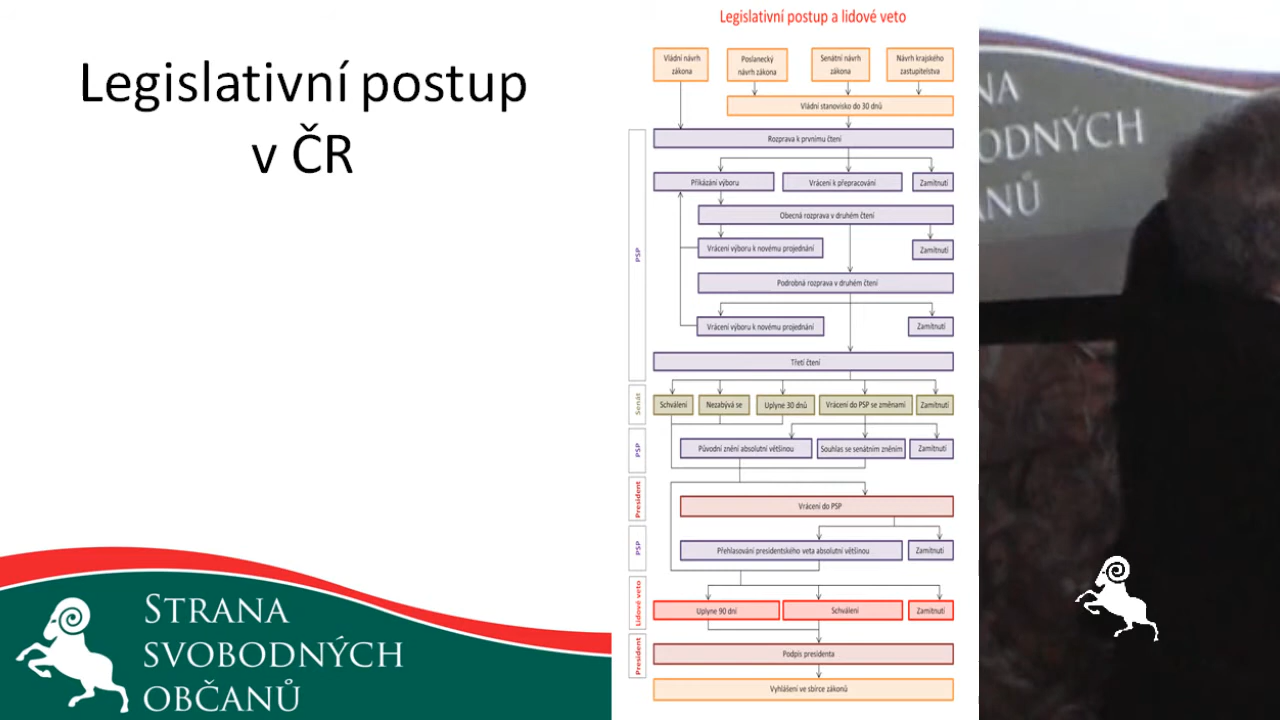 Legislativní postup
v ČR
STRANA
SVOBODNÝCH
OBČANŮ
Legislativní postup a lidové veto
Vládní návrh
zákona
Poslanecký
návrh zákona
Senátní návrh
zákona
Návrh krajského
zastupitelstva
Vládní stanovisko do 30 dnů
PSP
Rozprava k prvnímu čtení
Přikázání výboru
Vrácení k přepracování
Zamítnutí
Obecná rozprava v druhém čtení
Vrácení výboru k novému projednání
Zamítnutí
Podrobná rozprava v druhém čtení
Vrácení výboru k novému projednání
Zamítnutí
Třetí čtení
Senát
Schválení
Nezabývá se
Uplyne 30 dnů
Vrácení do PSP se změnami
Zamítnutí
PSP
Původní znění absolutní většinou
Souhlas se senátním zněním
Zamítnutí
President
Vrácení do PSP
PSP
Přehlasování presidentského veta absolutní většinou
Zamítnutí
Lidové veto
Uplyne 90 dní
Schválení
Zamítnutí
President
Podpis presidenta
Vyhlášení ve sbírce zákonů
NA
ODNÝCH
ANŮ